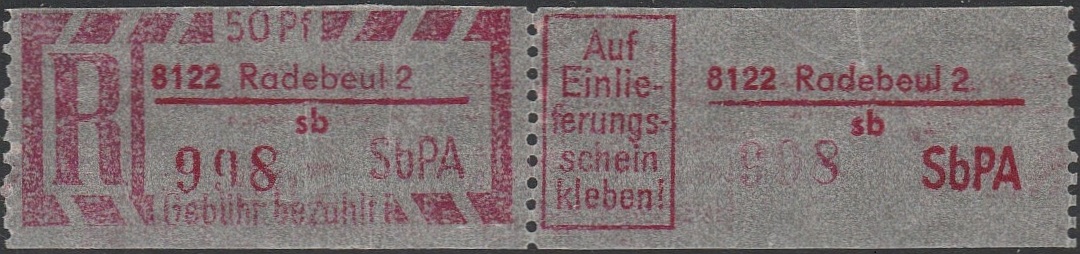 50 Pf
R
8122 Radebeul 2
sb
998 SbPA
Gebühr bezahlt
Auf
Einlie-
ferungs-
schein
kleben!
8122 Radebeul 2
sb
998 SbPA